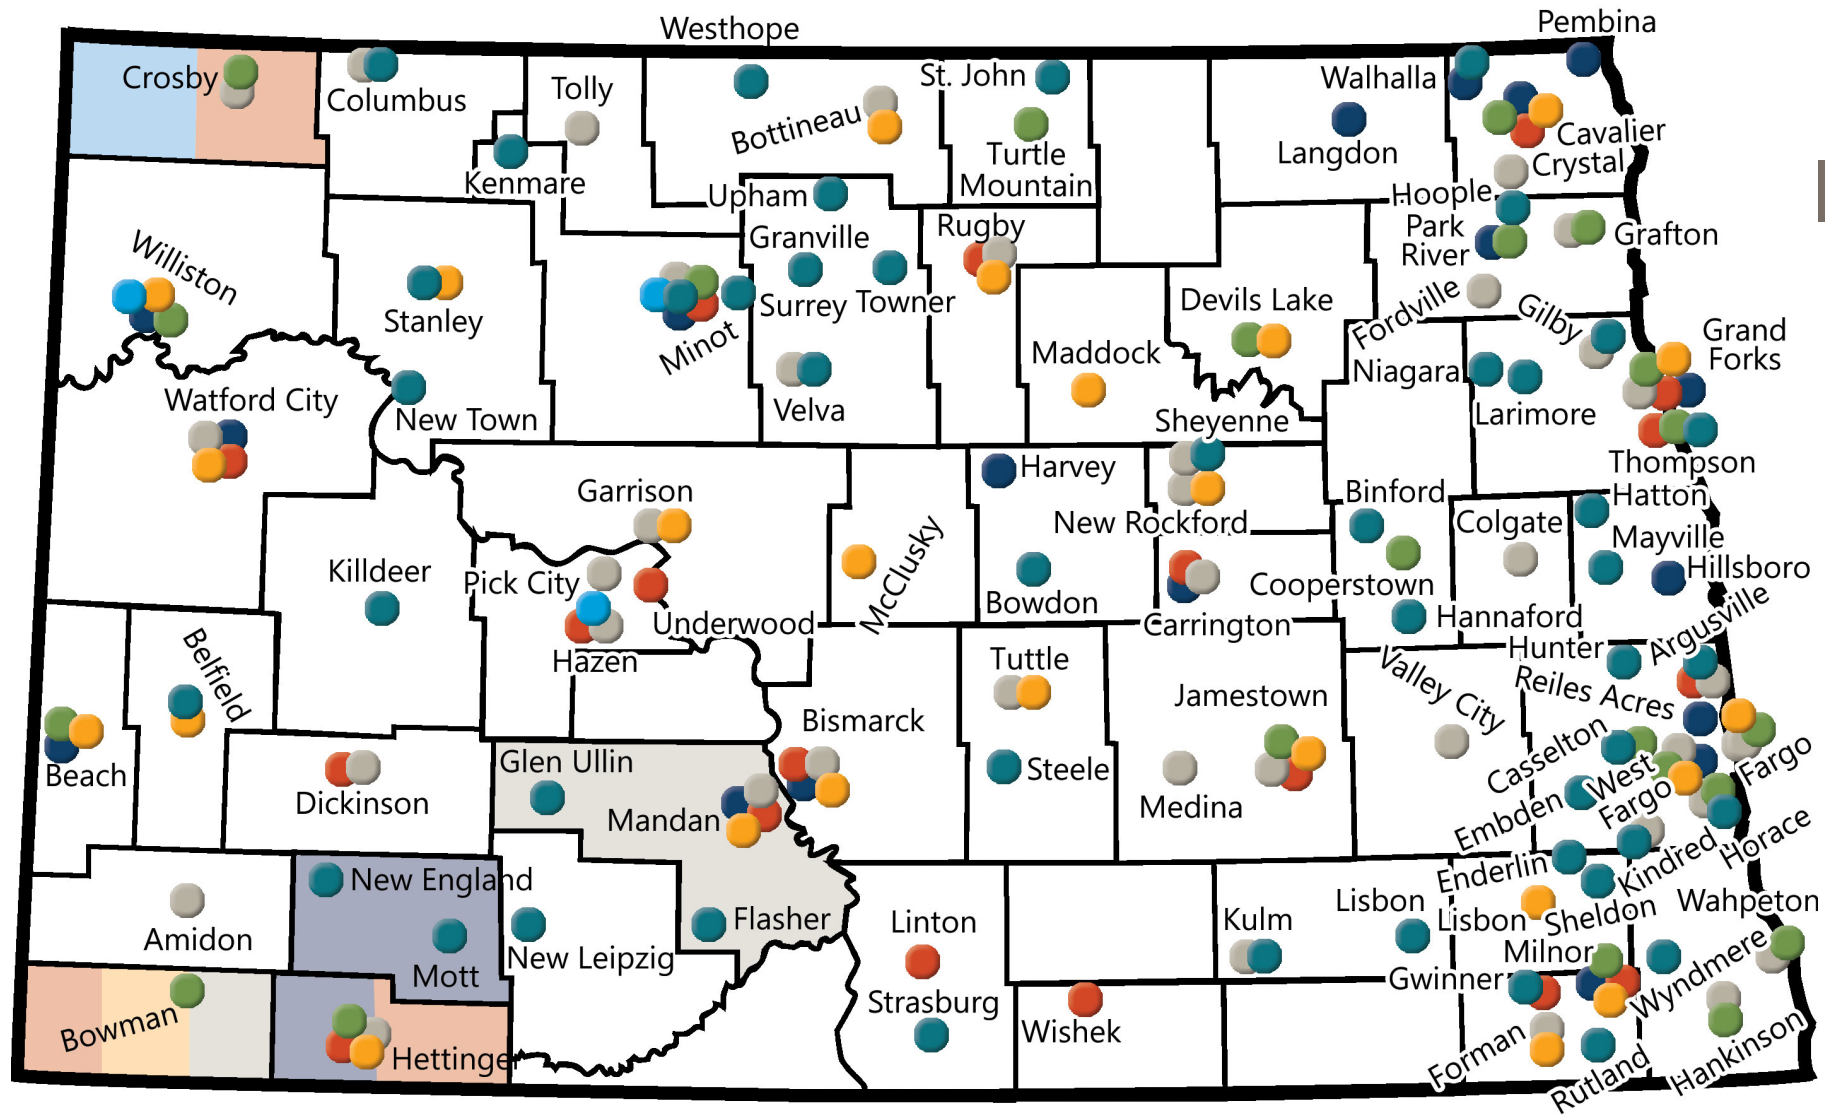 Westhope
Pembina
Crosby
Columbus
Tolly
Bottineau
St. John
Turtle
Mountain
Walhalla
Langdon
Cavalier
Crystal
Kenmare
Upham
Hoople
Park
River
Grafton
Williston
Granville
Rugby
Stanley
Minot
Surrey
Towner
Devils Lake
Fordville
Gilby
Grand
Forks
Watford City
New Town
Velva
Maddock
Sheyenne
Niagara
Larimore
Thompson
Garrison
Harvey
New Rockford
Binford
Colgate
Hatton
Mayville
Hillsboro
Killdeer
Pick City
Underwood
McClusky
Bowdon
Carrington
Cooperstown
Hannaford
Hazen
Belfield
Tuttle
Jamestown
Valley City
Hunter
Argusville
Reiles Acres
Beach
Dickinson
Glen Ullin
Mandan
Bismarck
Steele
Medina
Casselton
Embden
West
Fargo
Fargo
Horace
Kindred
Enderlin
Amidon
New England
Mott
New Leipzig
Flasher
Linton
Kulm
Lisbon
Lisbon
Sheldon
Wahpeton
Milnor
Gwinner
Wyndmere
Bowman
Hettinger
Strasburg
Wishek
Forman
Rutland
Hankinson